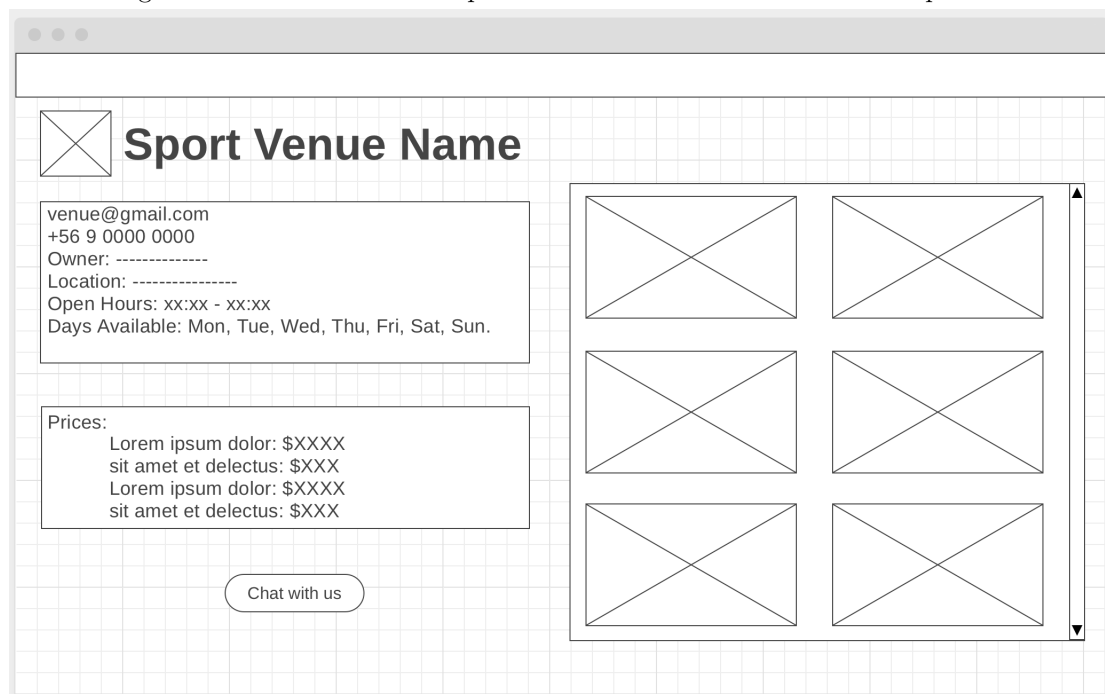 Sport Venue Name
venue@gmail.com
+56 9 0000 0000
Owner: --------------
Location: ----------------
Open Hours: xx:xx - xx:xx
Days Available: Mon, Tue, Wed, Thu, Fri, Sat, Sun.
Prices:
Lorem ipsum dolor: $XXXX
sit amet et delectus: $XXX
Lorem ipsum dolor: $XXXX
sit amet et delectus: $XXX
Chat with us